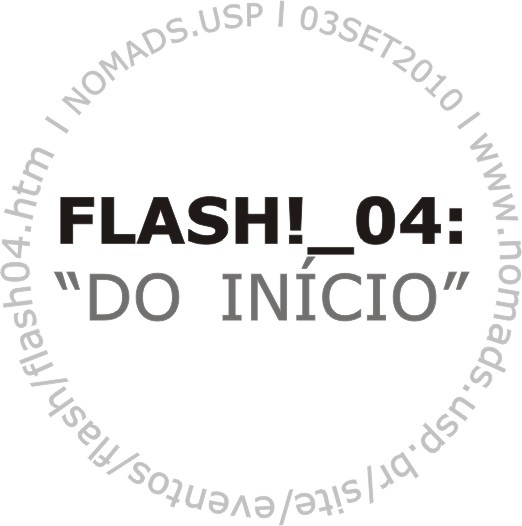 | NOMADS.USP | 03SET2010 | www.nomads.usp.br/site/eventos/flash/flash04.htm
FLASH!_04:
“DO INÍCIO”